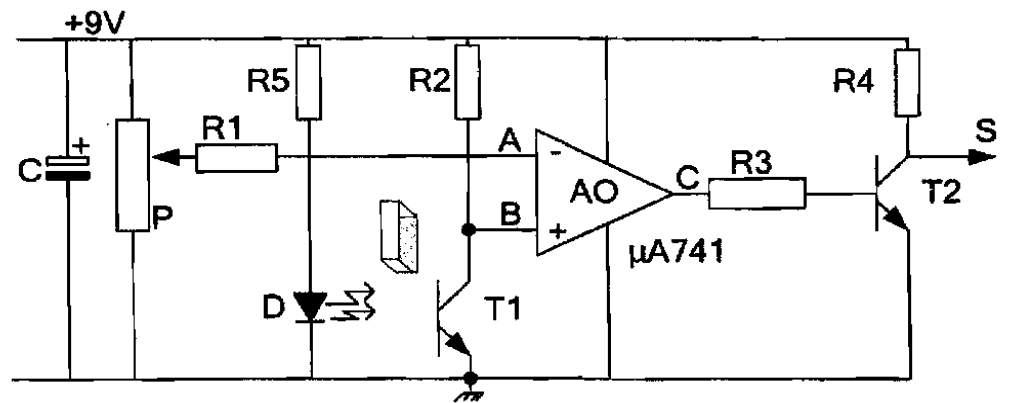 +9V
R5
R2
R4
R1
+
C
P
A
-
B
+
AO
C
R3
S
T2
µA741
D
T1